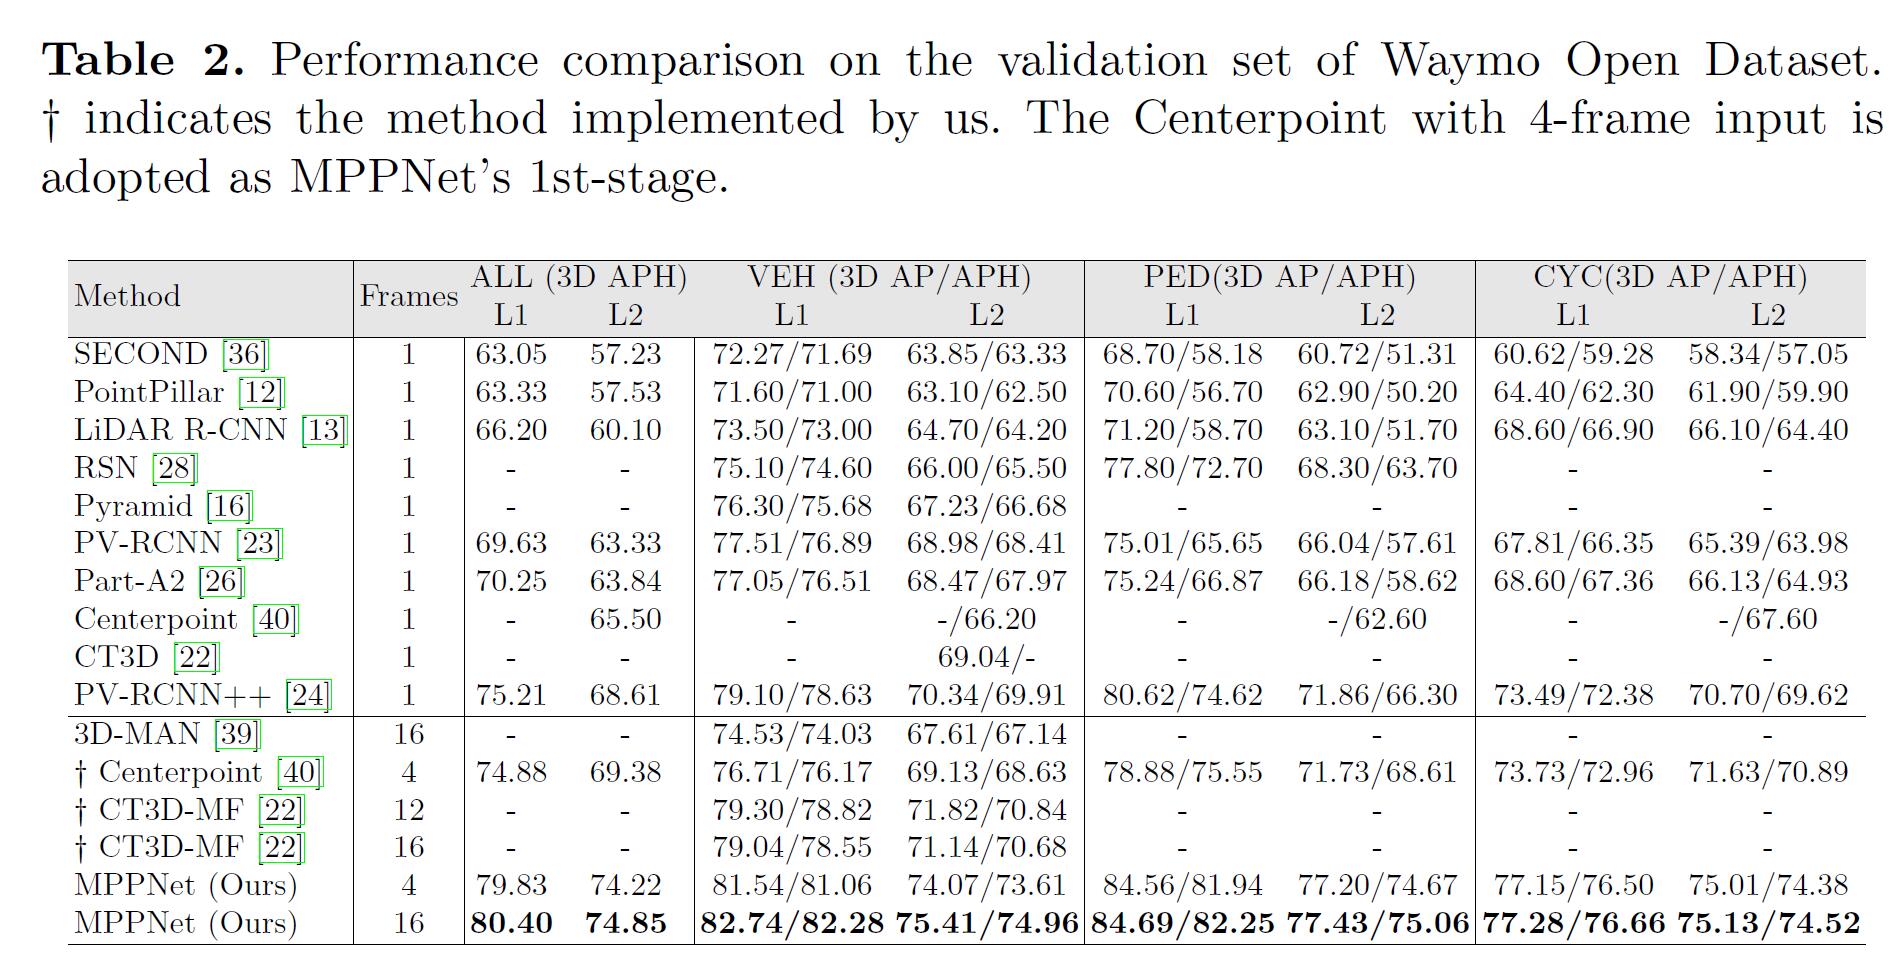 Table 2. Performance comparison on the validation set of Waymo Open Dataset.
† indicates the method implemented by us. The Centerpoint with 4-frame input is
adopted as MPPNet's 1st-stage.
Method Frames ALL (3D APH) VEH (3D AP/APH) PED(3D AP/APH) CYC(3D AP/APH)
L1 L2 L1 L2 L1 L2 L1 L2
SECOND [36] 1 63.05 57.23 72.27/71.69 63.85/63.33 68.70/58.18 60.72/51.31 60.62/59.28 58.34/57.05
PointPillar [12] 1 63.33 57.53 71.60/71.00 63.10/62.50 70.60/56.70 62.90/50.20 64.40/62.30 61.90/59.90
LiDAR R-CNN [13] 1 66.20 60.10 73.50/73.00 64.70/64.20 71.20/58.70 63.10/51.70 68.60/66.90 66.10/64.40
RSN [28] 1 - - 75.10/74.60 66.00/65.50 77.80/72.70 68.30/63.70 - -
Pyramid [16] 1 - - 76.30/75.68 67.23/66.68 - - - -
PV-RCNN [23] 1 69.63 63.33 77.51/76.89 68.98/68.41 75.01/65.65 66.04/57.61 67.81/66.35 65.39/63.98
Part-A2 [26] 1 70.25 63.84 77.05/76.51 68.47/67.97 75.24/66.87 66.18/58.62 68.60/67.36 66.13/64.93
Centerpoint [40] 1 - 65.50 - -/66.20 - -/62.60 - -/67.60
CT3D [22] 1 - - - 69.04/- - - - -
PV-RCNN++ [24] 1 75.21 68.61 79.10/78.63 70.34/69.91 80.62/74.62 71.86/66.30 73.49/72.38 70.70/69.62
3D-MAN [39] 16 - - 74.53/74.03 67.61/67.14 - - - -
† Centerpoint [40] 4 74.88 69.38 76.71/76.17 69.13/68.63 78.88/75.55 71.73/68.61 73.73/72.96 71.63/70.89
† CT3D-MF [22] 12 - - 79.30/78.82 71.82/70.84 - - - -
† CT3D-MF [22] 16 - - 79.04/78.55 71.14/70.68 - - - -
MPPNet (Ours) 4 79.83 74.22 81.54/81.06 74.07/73.61 84.56/81.94 77.20/74.67 77.15/76.50 75.01/74.38
MPPNet (Ours) 16 80.40 74.85 82.74/82.28 75.41/74.96 84.69/82.25 77.43/75.06 77.28/76.66 75.13/74.52